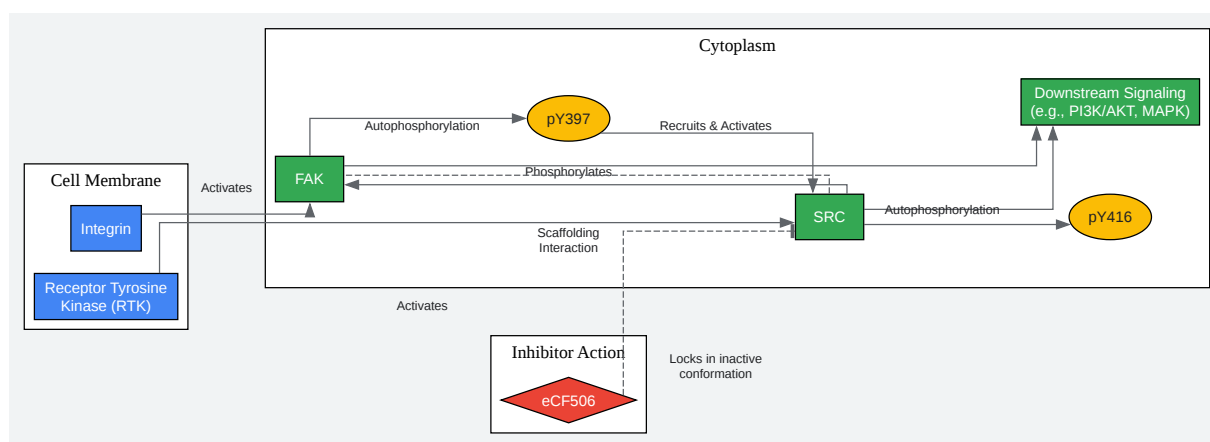 Cytoplasm
Downstream Signaling
(e.g., PI3K/AKT, MAPK)
pY397
Autophosphorylation
Recruits & Activates
Phosphorylates
FAK
Cell Membrane
Activates
Integrin
SRC
Autophosphorylation
pY416
Scaffolding
Interaction
Receptor Tyrosine
Kinase (RTK)
Activates
Inhibitor Action
Locks in inactive
conformation
eCF506